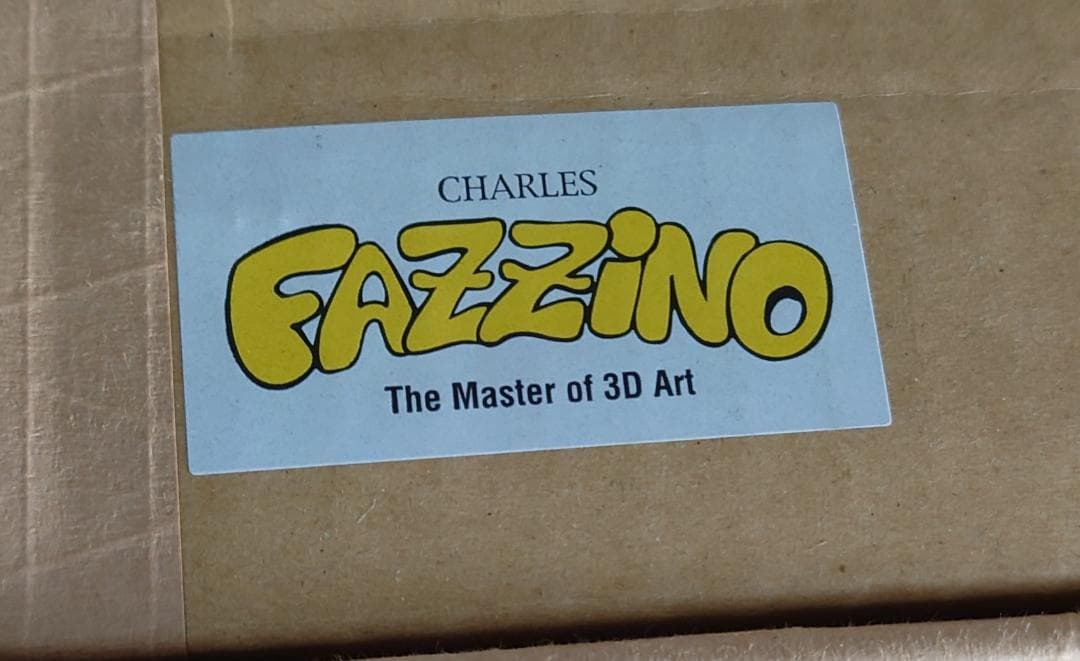 CHARLES
FAZZiNO
The Master of 3D Art